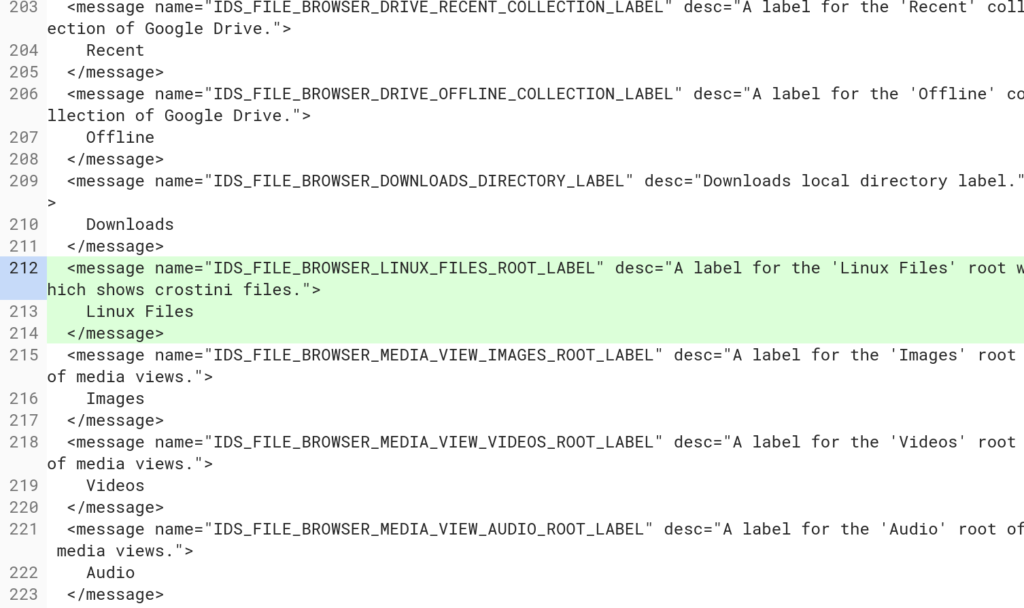 203 <message name="IDS_FILE_BROWSER_DRIVE_RECENT_COLLECTION_LABEL" desc="A label for the 'Recent' coll
ection of Google Drive.">
204 Recent
205 </message>
206 <message name="IDS_FILE_BROWSER_DRIVE_OFFLINE_COLLECTION_LABEL" desc="A label for the 'Offline' co
llection of Google Drive.">
207 Offline
208 </message>
209 <message name="IDS_FILE_BROWSER_DOWNLOADS_DIRECTORY_LABEL" desc="Downloads local directory label."
>
210 Downloads
211 </message>
212 <message name="IDS_FILE_BROWSER_LINUX_FILES_ROOT_LABEL" desc="A label for the 'Linux Files' root w
hich shows crostini files.">
213 Linux Files
214 </message>
215 <message name="IDS_FILE_BROWSER_MEDIA_VIEW_IMAGES_ROOT_LABEL" desc="A label for the 'Images' root
of media views.">
216 Images
217 </message>
218 <message name="IDS_FILE_BROWSER_MEDIA_VIEW_VIDEOS_ROOT_LABEL" desc="A label for the 'Videos' root
of media views.">
219 Videos
220 </message>
221 <message name="IDS_FILE_BROWSER_MEDIA_VIEW_AUDIO_ROOT_LABEL" desc="A label for the 'Audio' root of
media views.">
222 Audio
223 </message>